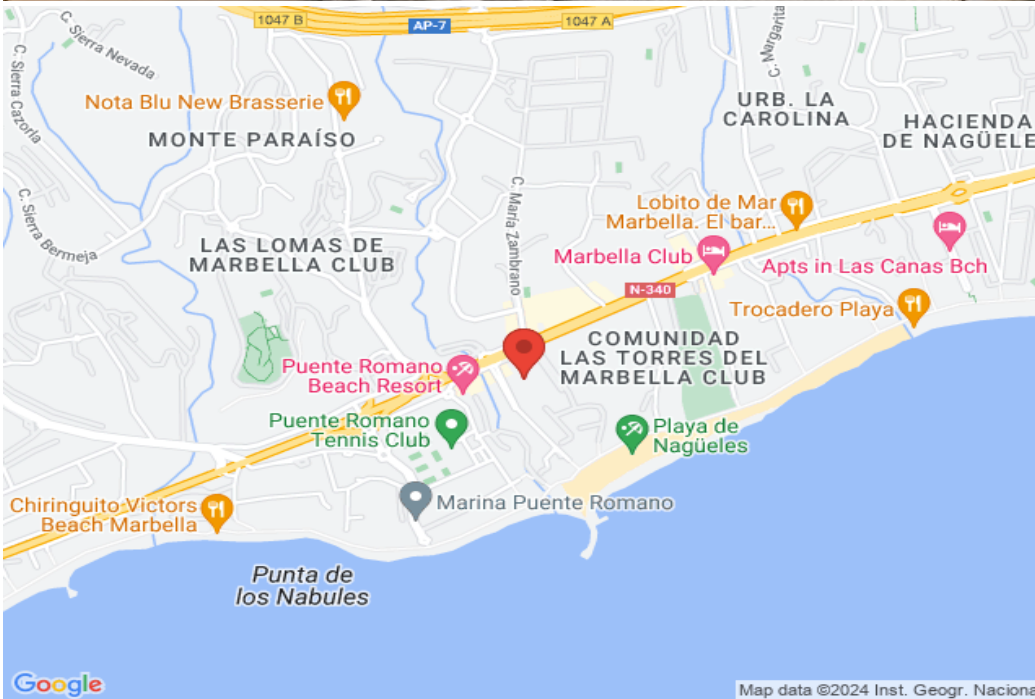 1047 B
AP-7
1047 A
C. Sierra Nevada
C. Sierra Cazorla
C. Margarita
Nota Blu New Brasserie
MONTE PARAÍSO
URB. LA
CAROLINA
HACIENDA
DE NAGÜELE
C. María Zambrano
C. Sierra Bermeja
Lobito de Mar
Marbella. El bar...
LAS LOMAS DE
MARBELLA CLUB
Marbella Club
Apts in Las Canas Bch
N-340
Trocadero Playa
COMUNIDAD
LAS TORRES DEL
MARBELLA CLUB
Puente Romano
Beach Resort
Puente Romano
Tennis Club
Playa de
Nagüeles
Marina Puente Romano
Chiringuito Victors
Beach Marbella
Punta de
los Nabules
Google
Map data ©2024 Inst. Geogr. Naciona